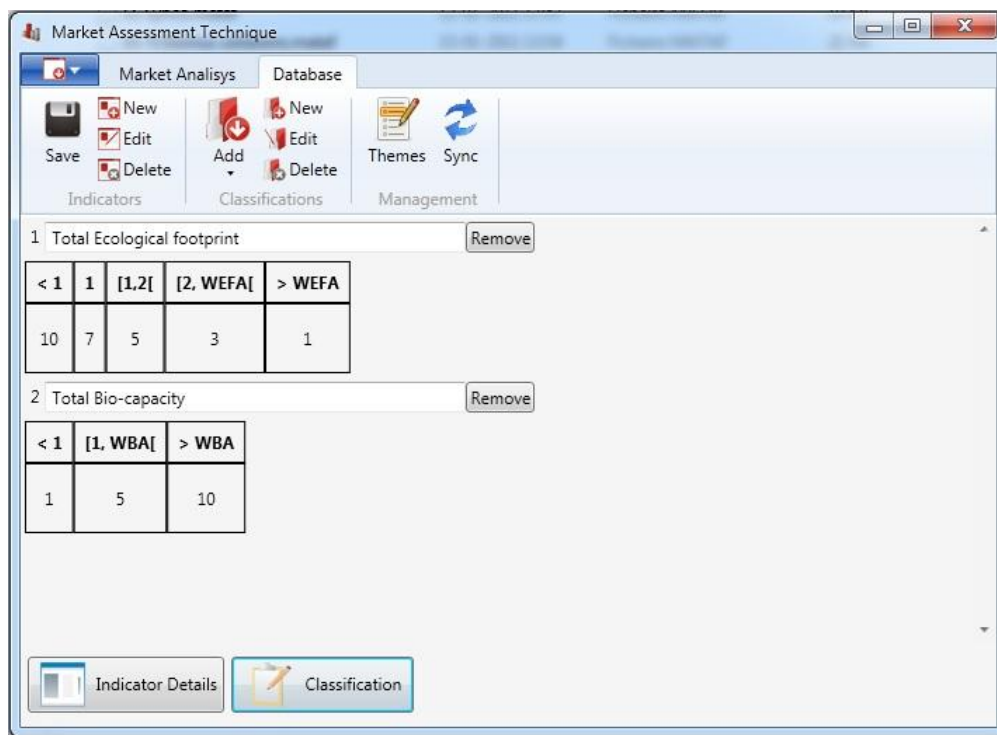 Market Assessment Technique
Market Analisys Database
Save
New
Edit
Delete
Indicators
Add
New
Edit
Delete
Classifications
Themes Sync
Management
1 Total Ecological footprint Remove
< 1 1 [1,2[ [2, WEFA[ > WEFA
10 7 5 3 1
2 Total Bio-capacity Remove
< 1 [1, WBA[ > WBA
1 5 10
Indicator Details Classification